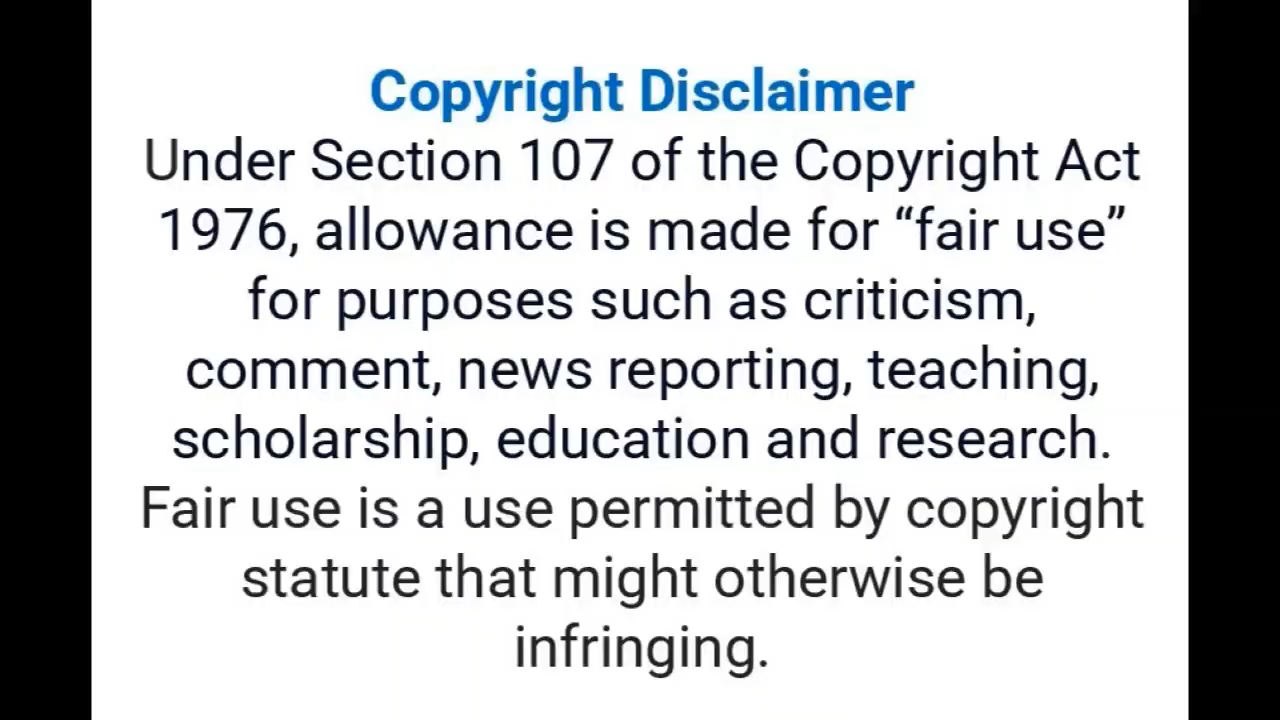 Copyright Disclaimer
Under Section 107 of the Copyright Act
1976, allowance is made for “fair use”
for purposes such as criticism,
comment, news reporting, teaching,
scholarship, education and research.
Fair use is a use permitted by copyright
statute that might otherwise be
infringing.